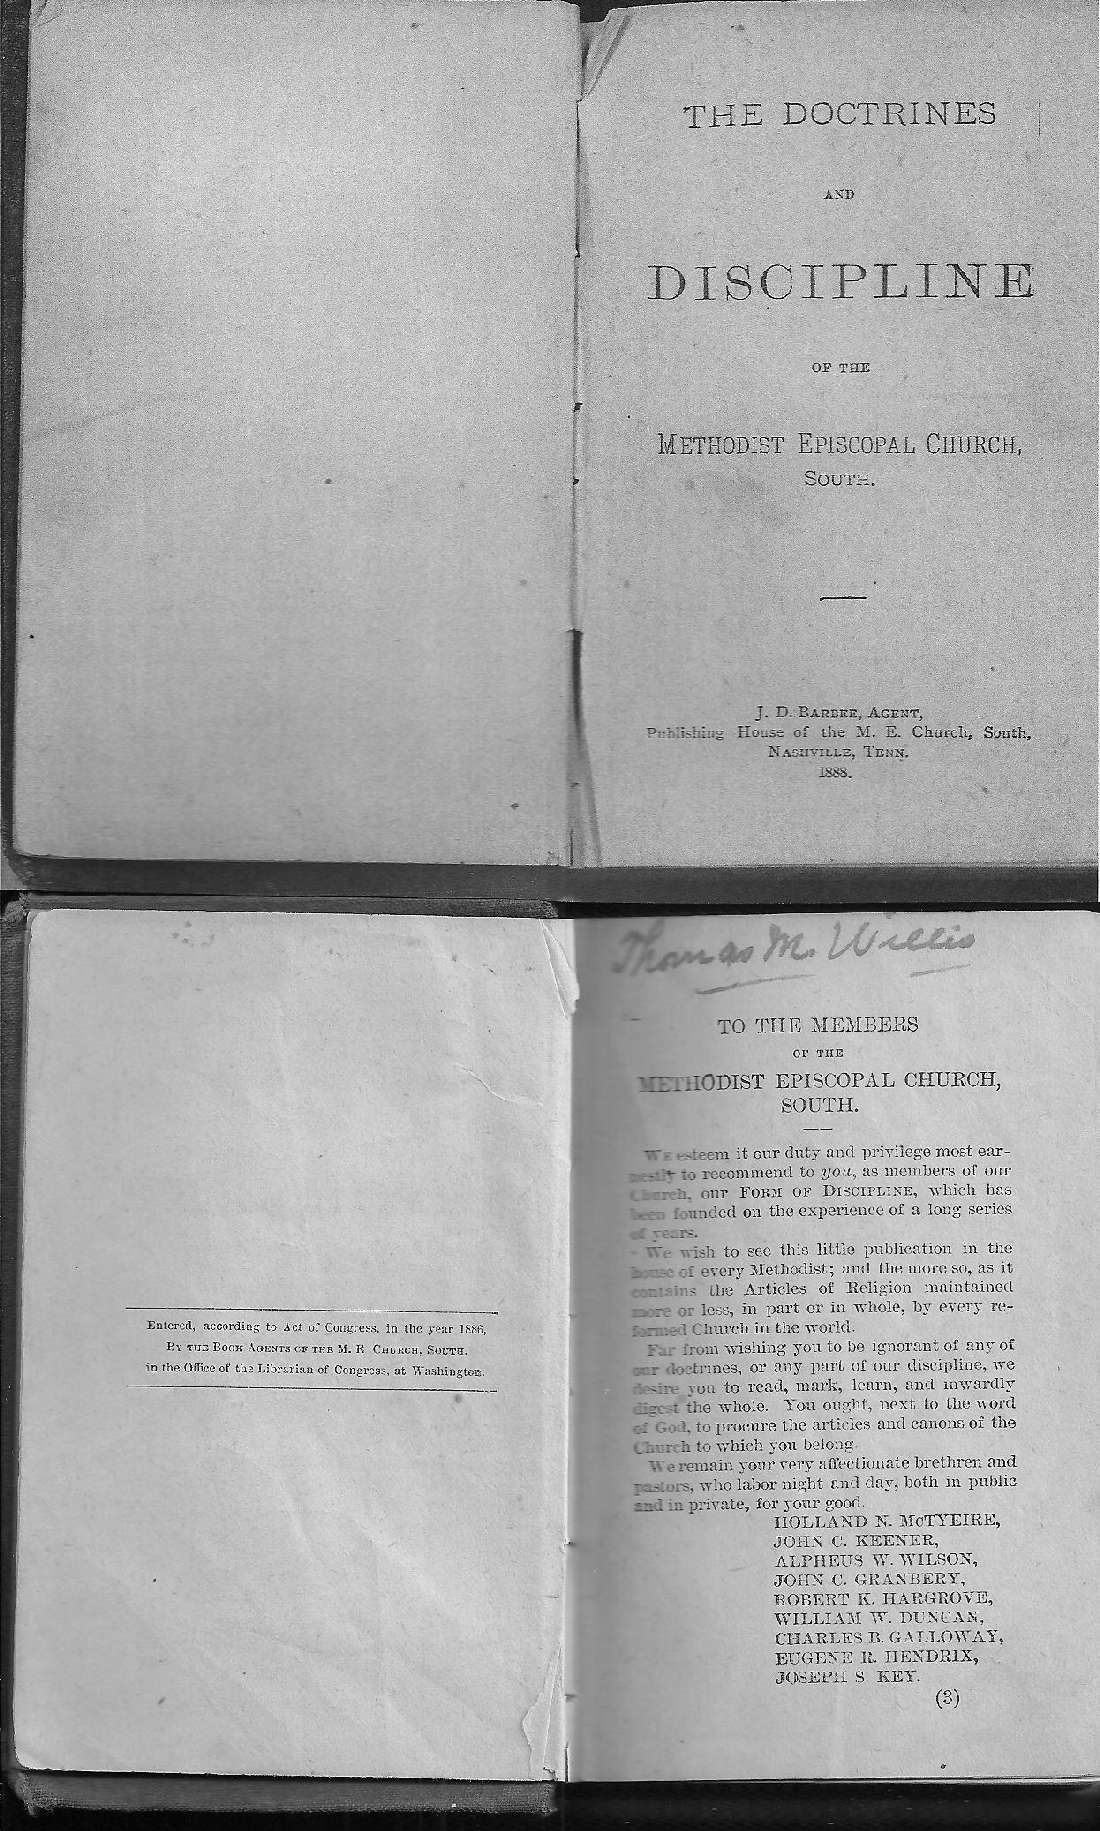 THE DOCTRINES
AND
DISCIPLINE
OF THE
METHODIST EPISCOPAL CHURCH,
SOUTH.
J. D. BARBEE, AGENT,
Publishing House of the M. E. Church, South,
NASHVILLE, TENN.
1888.
Entered, according to Act of Congress, in the year 1886,
BY THE BOOK AGENTS OF THE M. E. CHURCH, SOUTH,
in the Office of the Librarian of Congress, at Washington.
Thomas M. Willis
TO THE MEMBERS
OF THE
METHODIST EPISCOPAL CHURCH,
SOUTH.
WE esteem it our duty and privilege most ear-
nestly to recommend to you, as members of our
Church, our FORM OF DISCIPLINE, which has
been founded on the experience of a long series
of years.
We wish to see this little publication in the
house of every Methodist; and the more so, as it
contains the Articles of Religion maintained
more or less, in part or in whole, by every re-
formed Church in the world.
Far from wishing you to be ignorant of any of
our doctrines, or any part of our discipline, we
desire you to read, mark, learn, and inwardly
digest the whole. You ought, next to the word
of God, to procure the articles and canons of the
Church to which you belong.
We remain your very affectionate brethren and
pastors, who labor night and day, both in public
and in private, for your good.
HOLLAND N. McTYEIRE,
JOHN C. KEENER,
ALPHEUS W. WILSON,
JOHN C. GRANBERY,
ROBERT K. HARGROVE,
WILLIAM W. DUNCAN,
CHARLES B. GALLOWAY,
EUGENE R. HENDRIX,
JOSEPH S KEY.
(3)